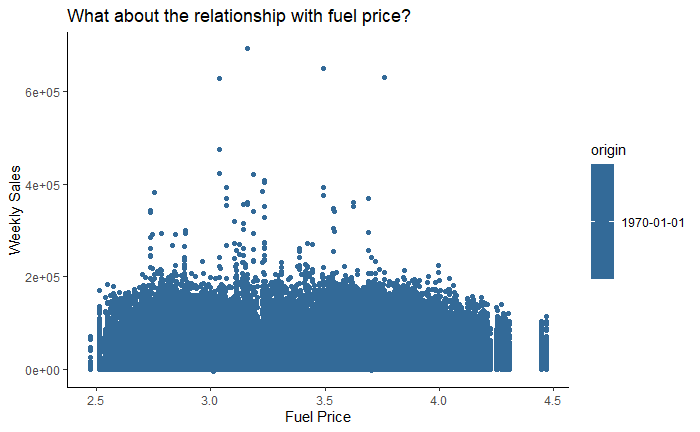 What about the relationship with fuel price?
6e+05
4e+05
2e+05
0e+00
Weekly Sales
2.5 3.0 3.5 4.0 4.5
Fuel Price
origin
1970-01-01